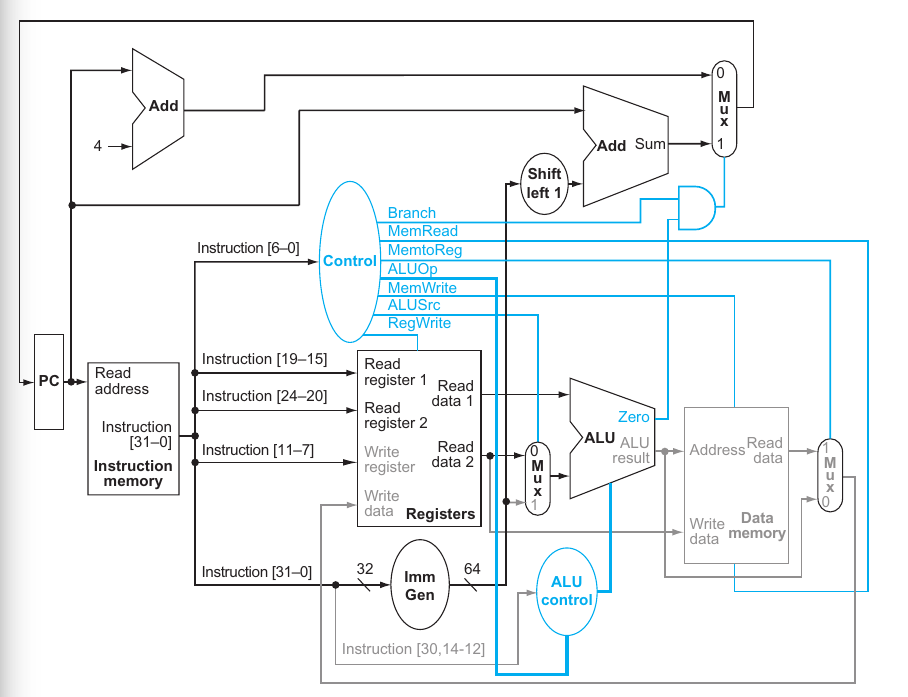 0
M
u
x
1
Add
4
Add Sum
Shift
left 1
Branch
MemRead
MemtoReg
ALUOp
MemWrite
ALUSrc
RegWrite
Control
Instruction [6–0]
PC
Read
address
Instruction
[31–0]
Instruction
memory
Instruction [19–15]
Instruction [24–20]
Instruction [11–7]
Instruction [31–0]
Read
register 1
Read
register 2
Write
register
Write
data
Read
data 1
Read
data 2
Registers
0
M
u
x
1
Zero
ALU
ALU
result
Address
Read
data
Write
data
Data
memory
1
M
u
x
0
32
Imm
Gen
64
ALU
control
Instruction [30,14-12]